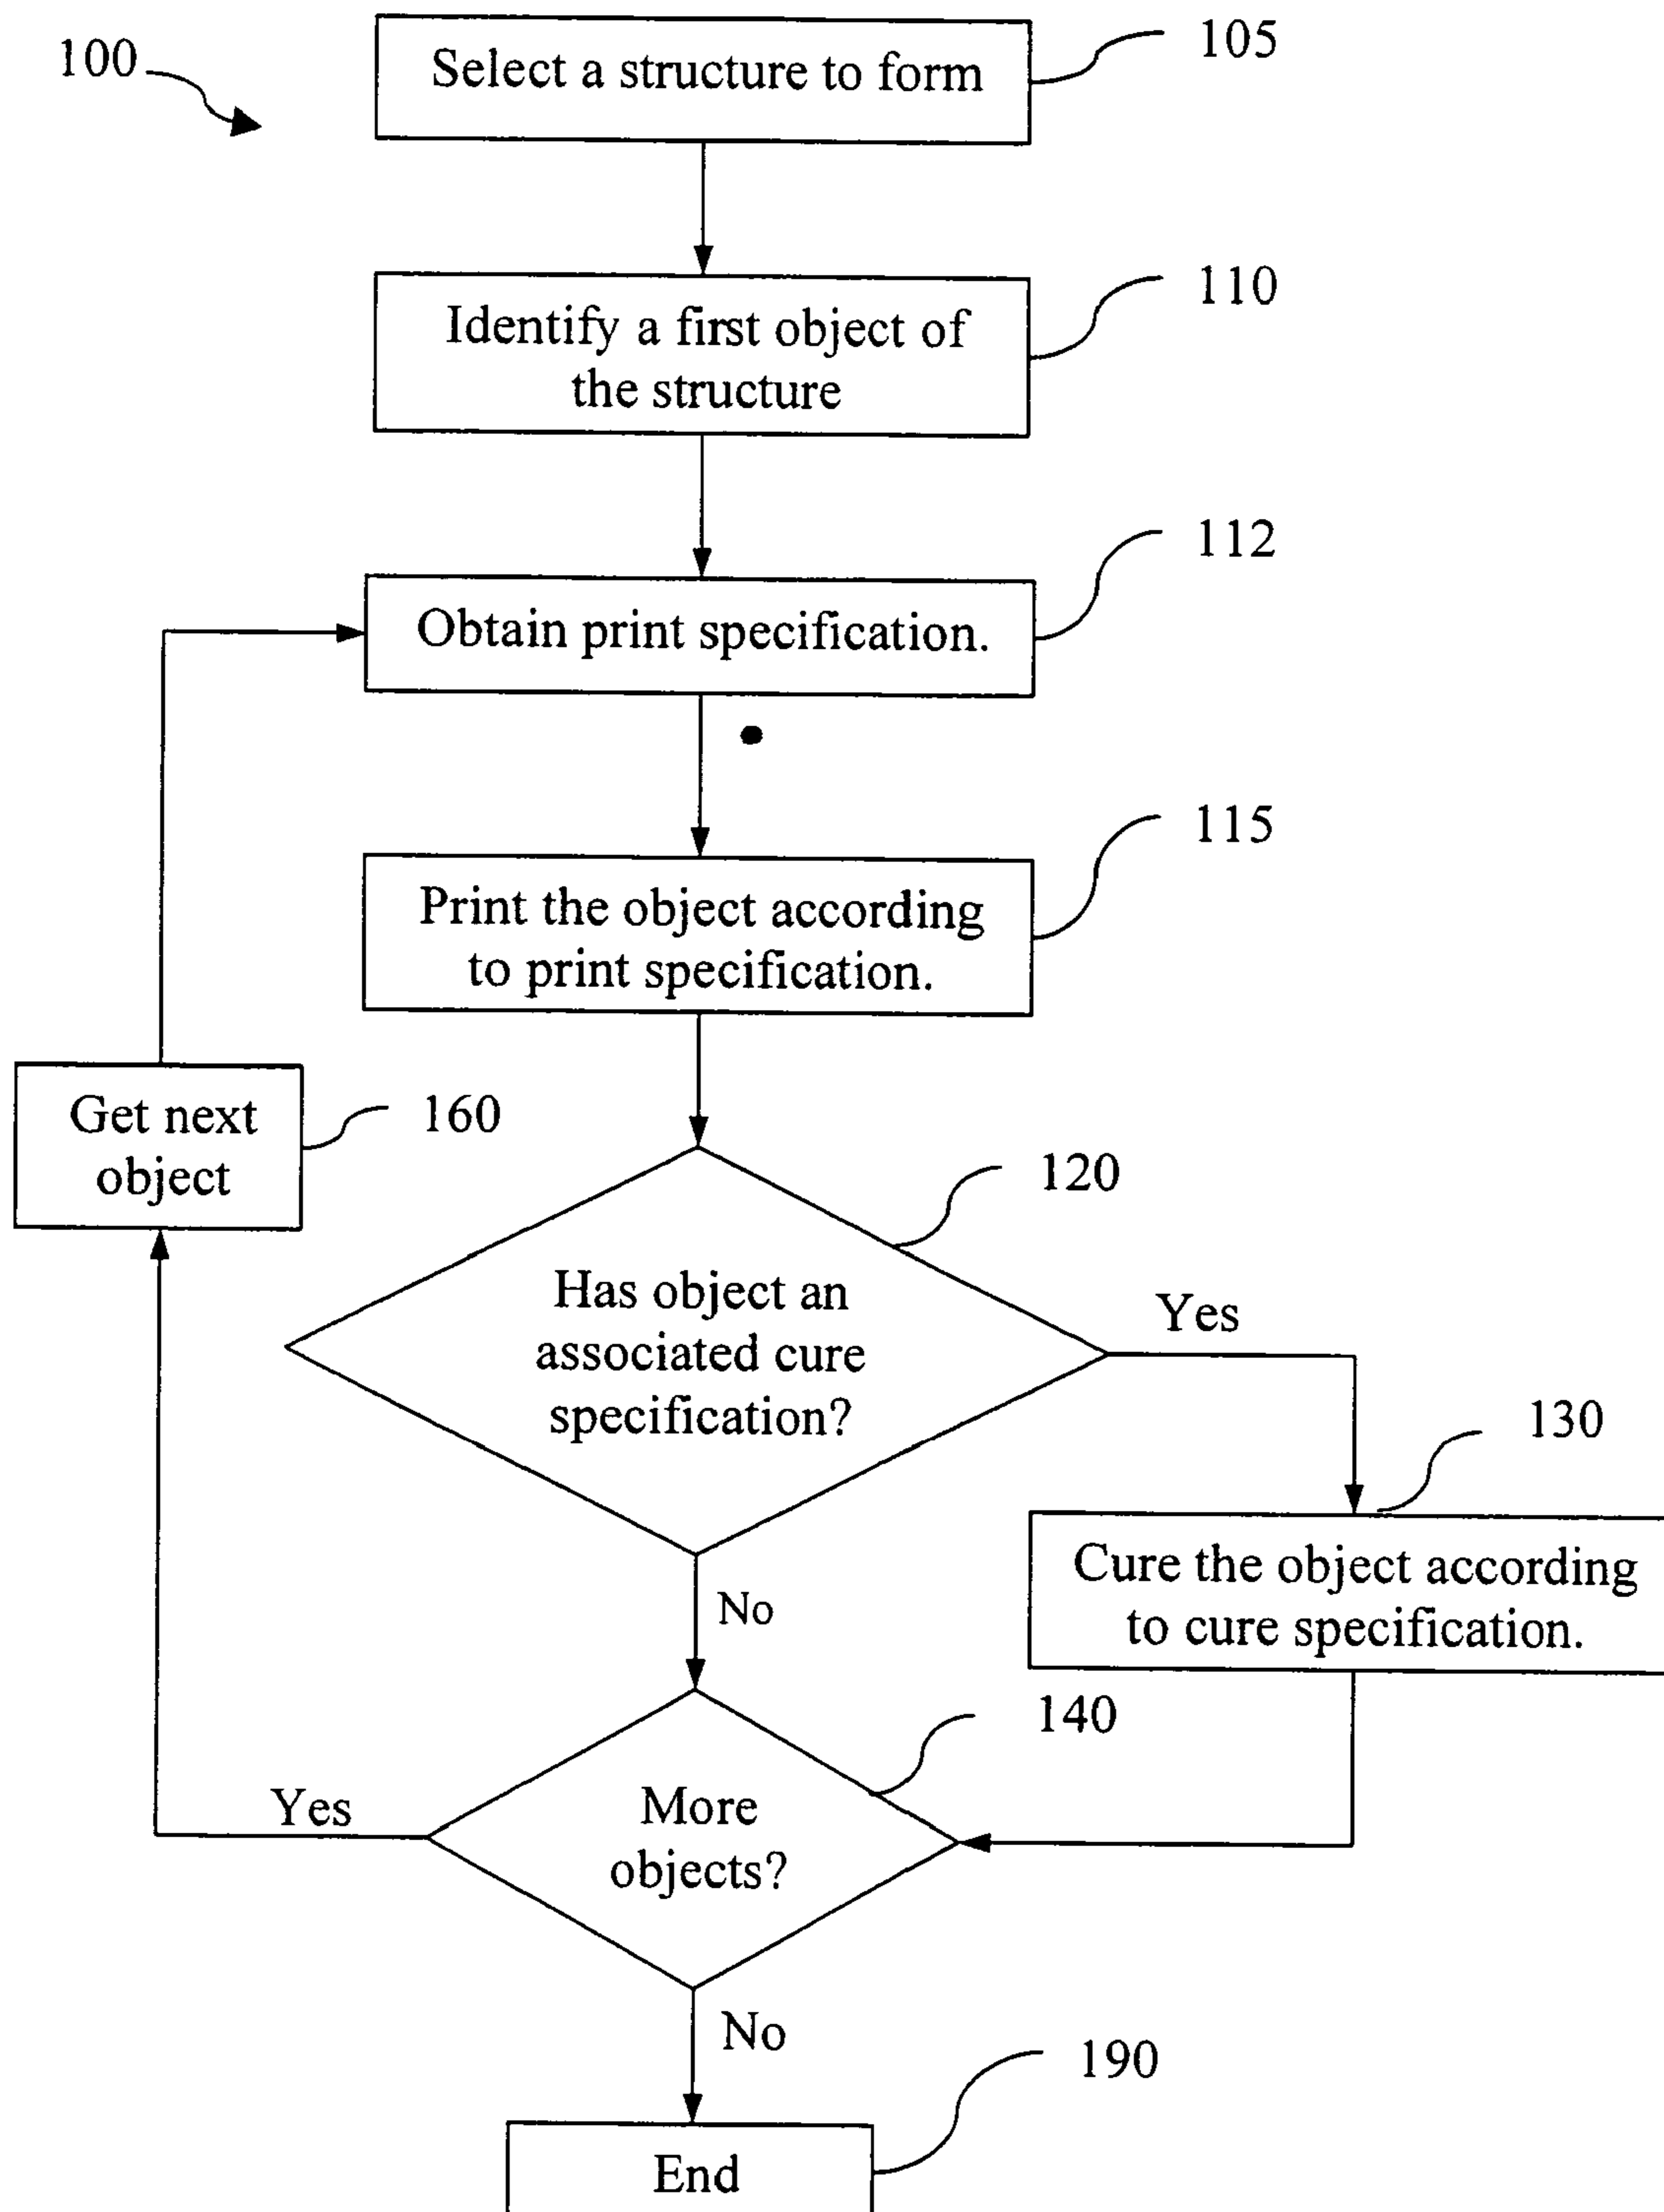 100
Select a structure to form
105
Identify a first object of
the structure
110
Obtain print specification.
112
Print the object according
to print specification.
115
Get next
object
160
Has object an
associated cure
specification?
120
Yes
No
Cure the object according
to cure specification.
130
More
objects?
140
Yes
No
End
190